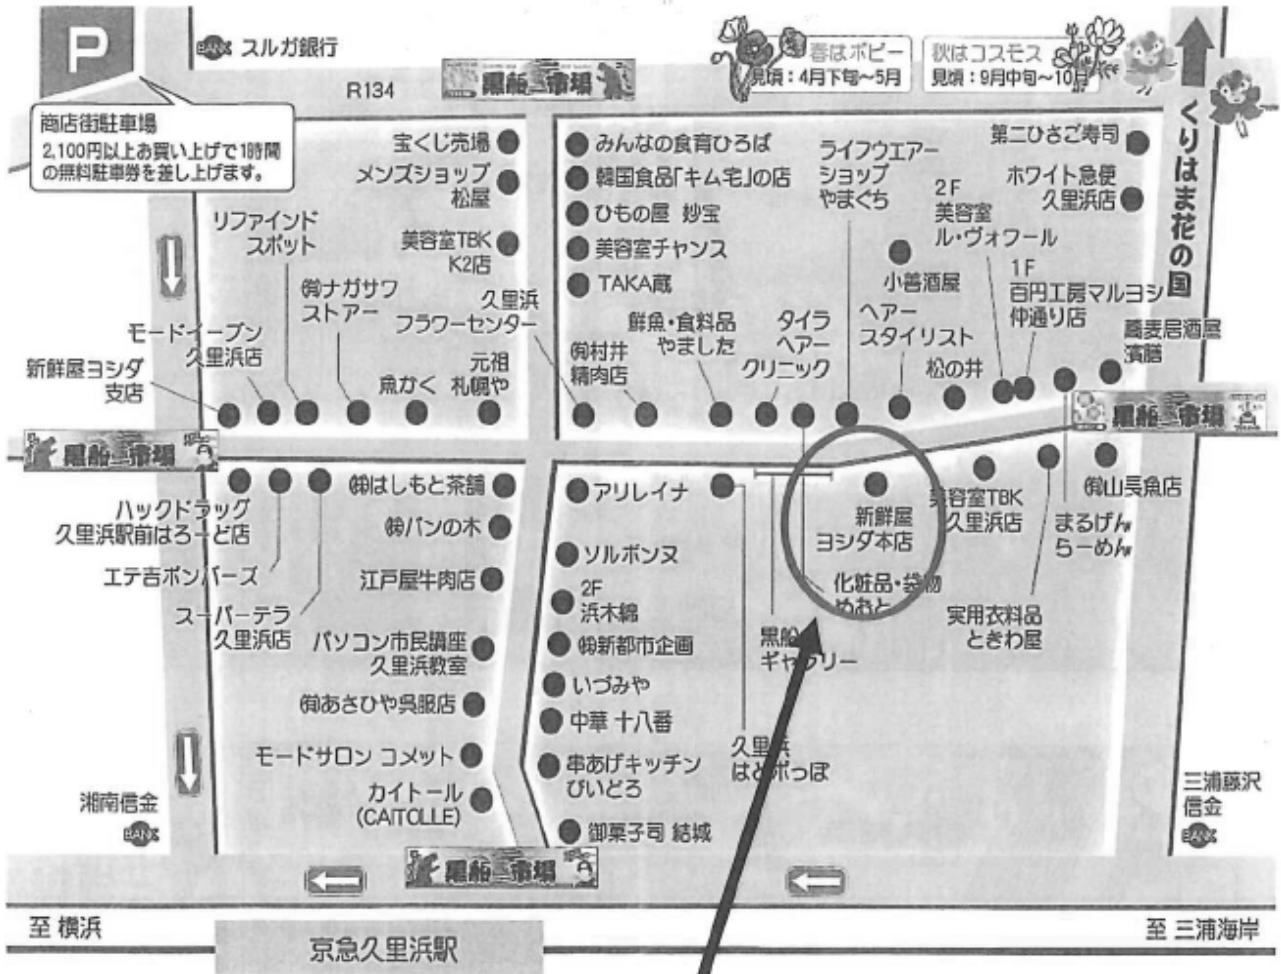 P
BANK スルガ銀行
商店街駐車場
2,100円以上お買い上げで1時間
の無料駐車券を差し上げます。
R134
黒船市場
春はポピー
見頃：4月下旬～5月
秋はコスモス
見頃：9月中旬～10月
くりはま花の国
宝くじ売場
メンズショップ
松屋
美容室TBK
K2店
リファインド
スポット
㈲ナガサワ
ストアー
モードイーブン
久里浜店
新鮮屋ヨシダ
支店
魚かく
元祖
札幌や
久里浜
フラワーセンター
みんなの食育ひろば
韓国食品「キム宅」の店
ひもの屋 妙宝
美容室チャンス
TAKA蔵
㈲村井
精肉店
鮮魚・食料品
やました
タイラ
ヘアー
クリニック
ライフウエアー
ショップ
やまぐち
小善酒屋
ヘアー
スタイリスト
松の井
2F
美容室
ル・ヴォワール
1F
百円工房マルヨシ
仲通り店
第二ひさご寿司
ホワイト急便
久里浜店
蕎麦居酒屋
濱膳
黒船市場
黒船市場
ハックドラッグ
久里浜駅前はろーど店
エテ吉ボンバーズ
スーパーテラ
久里浜店
㈱はしもと茶舗
㈱パンの木
江戸屋牛肉店
パソコン市民講座
久里浜教室
㈲あさひや呉服店
モードサロン コメット
カイトール
(CAITOLLE)
アリレイナ
ソルボンヌ
2F
浜木綿
㈱新都市企画
いづみや
中華 十八番
串あげキッチン
びいどろ
御菓子司 結城
久里浜
はとポっぽ
黒船
ギャラリー
化粧品・袋物
めおと
新鮮屋
ヨシダ本店
美容室TBK
久里浜店
実用衣料品
ときわ屋
まるげん
らーめん
㈲山長魚店
湘南信金
BANK
三浦藤沢
信金
BANK
黒船市場
至 横浜
京急久里浜駅
至 三浦海岸